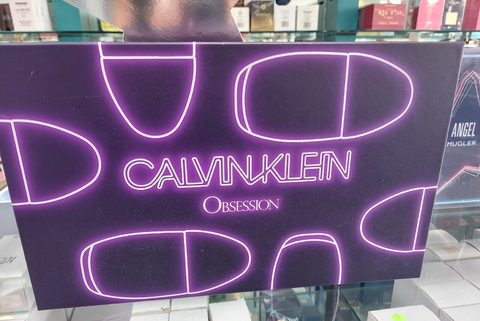 CALVIN KLEIN
OBSESSION
ANGEL
MUGLER